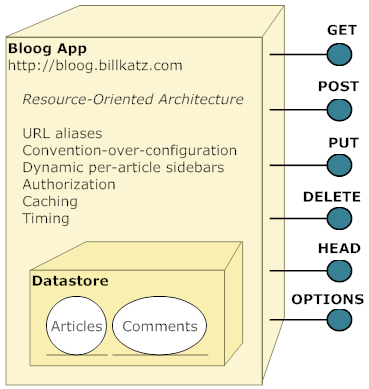 Bloog App
http://bloog.billkatz.com
Resource-Oriented Architecture
URL aliases
Convention-over-configuration
Dynamic per-article sidebars
Authorization
Caching
Timing
Datastore
Articles
Comments
GET
POST
PUT
DELETE
HEAD
OPTIONS